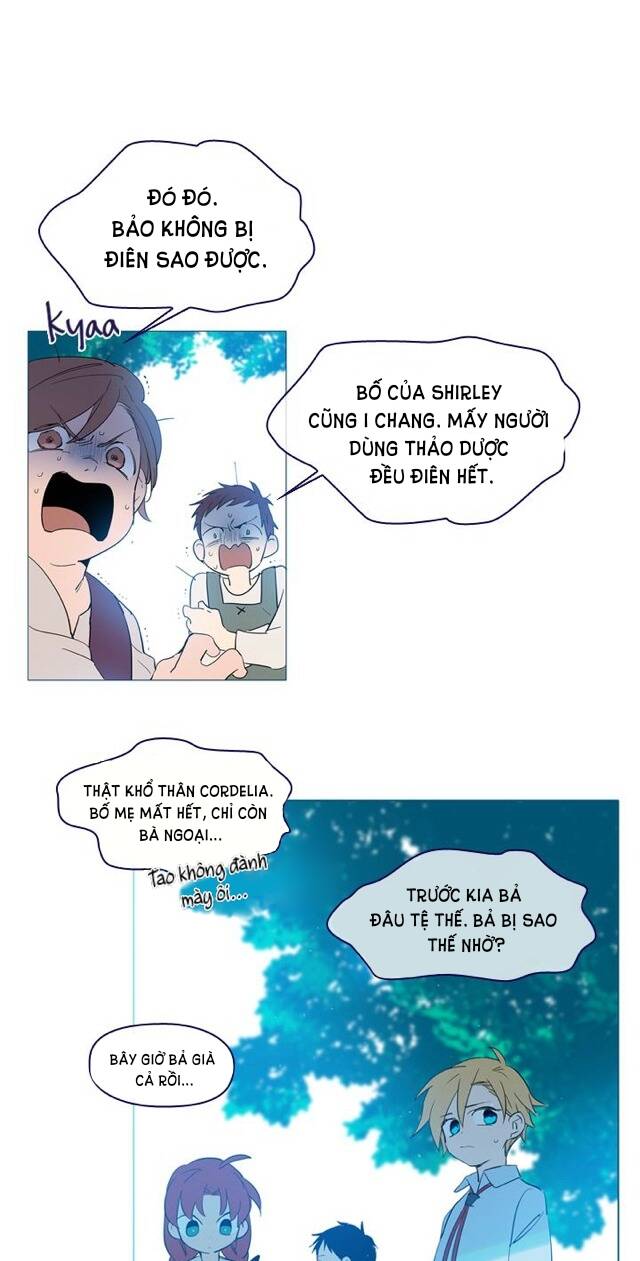 ĐÓ ĐÓ.
BẢO KHÔNG BỊ
ĐIÊN SAO ĐƯỢC.
Kyaa
BỐ CỦA SHIRLEY
CŨNG I CHANG. MẤY NGƯỜI
DÙNG THẢO DƯỢC
ĐỀU ĐIÊN HẾT.
THẬT KHỔ THÂN CORDELIA.
BỐ MẸ MẤT HẾT, CHỈ CÒN
BÀ NGOẠI...
Tao không đành
mày ôi...
TRƯỚC KIA BẢ
ĐÂU TỆ THẾ. BẢ BỊ SAO
THẾ NHỜ?
BÂY GIỜ BẢ GIÀ
CẢ RỒI...